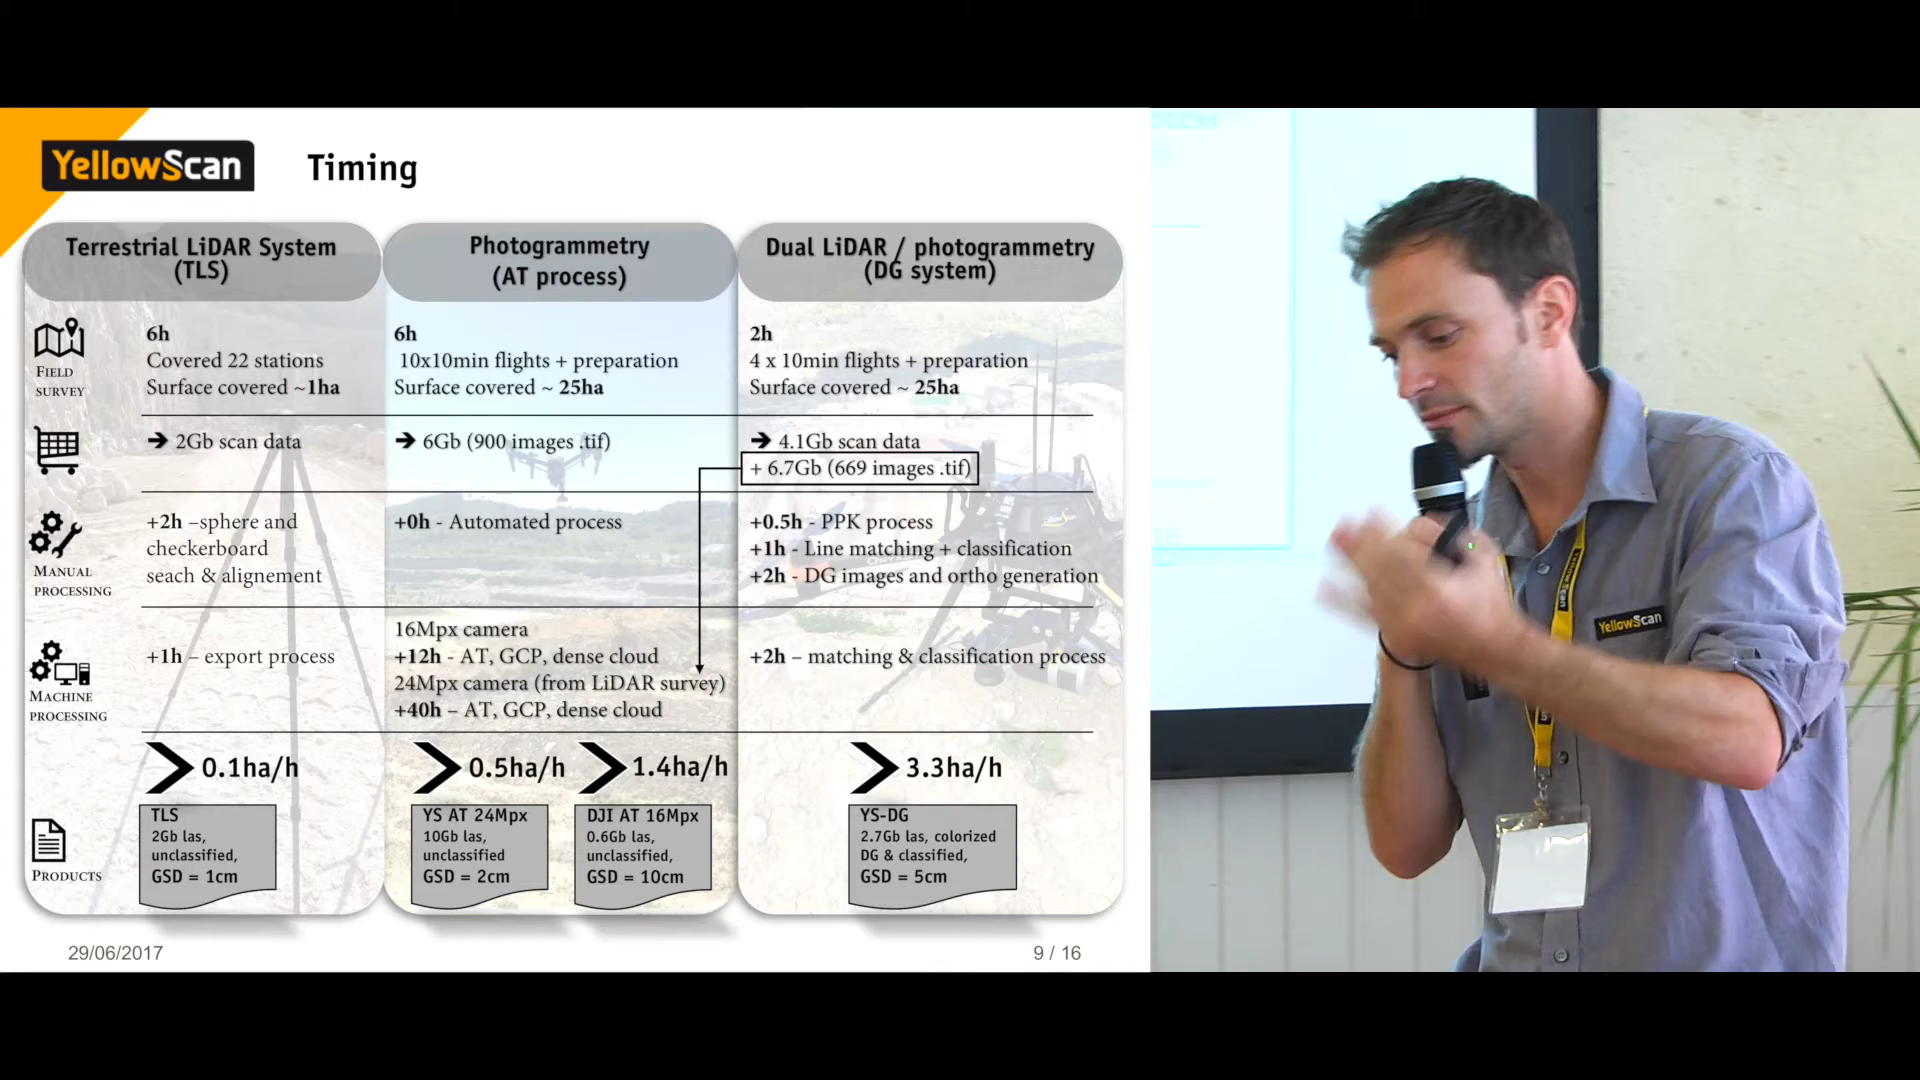 YellowScan
Timing
Terrestrial LiDAR System
(TLS)
Photogrammetry
(AT process)
Dual LiDAR / photogrammetry
(DG system)
FIELD
SURVEY
6h
Covered 22 stations
Surface covered ~1ha
6h
10x10min flights + preparation
Surface covered ~ 25ha
2h
4 x 10min flights + preparation
Surface covered ~ 25ha
➔ 2Gb scan data
➔ 6Gb (900 images .tif)
➔ 4.1Gb scan data
+ 6.7Gb (669 images .tif)
MANUAL
PROCESSING
+2h –sphere and
checkerboard
seach & alignement
+0h - Automated process
+0.5h - PPK process
+1h - Line matching + classification
+2h - DG images and ortho generation
MACHINE
PROCESSING
+1h – export process
16Mpx camera
+12h - AT, GCP, dense cloud
24Mpx camera (from LiDAR survey)
+40h – AT, GCP, dense cloud
+2h – matching & classification process
0.1ha/h
0.5ha/h
1.4ha/h
3.3ha/h
PRODUCTS
TLS
2Gb las,
unclassified,
GSD = 1cm
YS AT 24Mpx
10Gb las,
unclassified
GSD = 2cm
DJI AT 16Mpx
0.6Gb las,
unclassified,
GSD = 10cm
YS-DG
2.7Gb las, colorized
DG & classified,
GSD = 5cm
29/06/2017
9 / 16
YellowScan